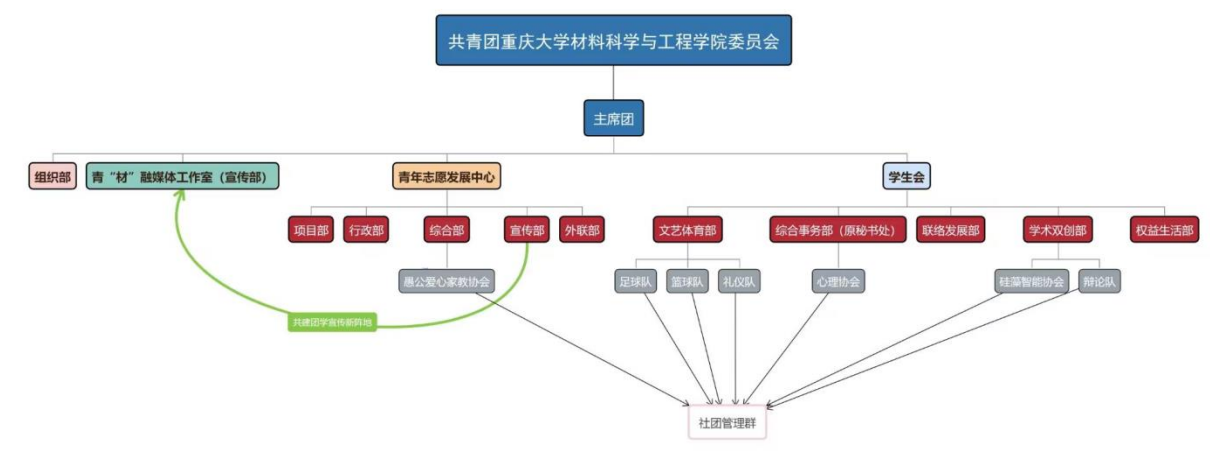 共青团重庆大学材料科学与工程学院委员会
主席团
组织部
青“材”融媒体工作室（宣传部）
青年志愿发展中心
学生会
项目部
行政部
综合部
宣传部
外联部
文艺体育部
综合事务部（原秘书处）
联络发展部
学术双创部
权益生活部
愚公爱心家教协会
足球队
篮球队
礼仪队
心理协会
硅藻智能协会
辩论队
共建团学宣传新阵地
社团管理群